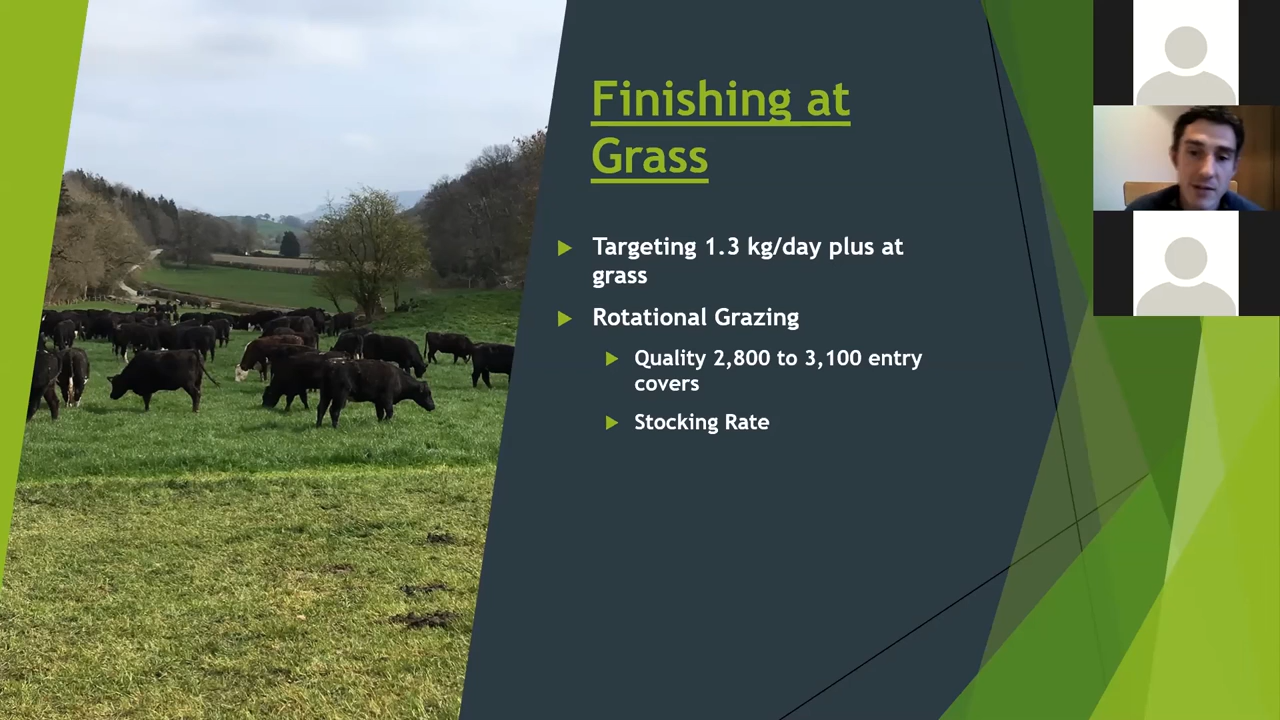 Finishing at
Grass
Targeting 1.3 kg/day plus at
grass
Rotational Grazing
Quality 2,800 to 3,100 entry
covers
Stocking Rate